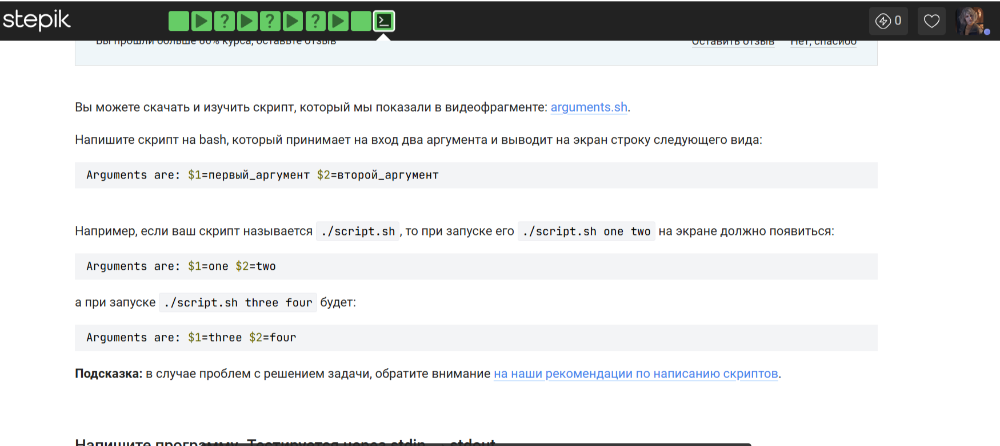 stepik
0
Вы прошли больше 80% курса, оставьте отзыв
Оставить отзыв Нет, спасибо
Вы можете скачать и изучить скрипт, который мы показали в видеофрагменте: arguments.sh.
Напишите скрипт на bash, который принимает на вход два аргумента и выводит на экран строку следующего вида:
Arguments are: $1=первый_аргумент $2=второй_аргумент
Например, если ваш скрипт называется ./script.sh , то при запуске его ./script.sh one two на экране должно появиться:
Arguments are: $1=one $2=two
а при запуске ./script.sh three four будет:
Arguments are: $1=three $2=four
Подсказка: в случае проблем с решением задачи, обратите внимание на наши рекомендации по написанию скриптов.
Напишите программу. Тестируется через stdin → stdout